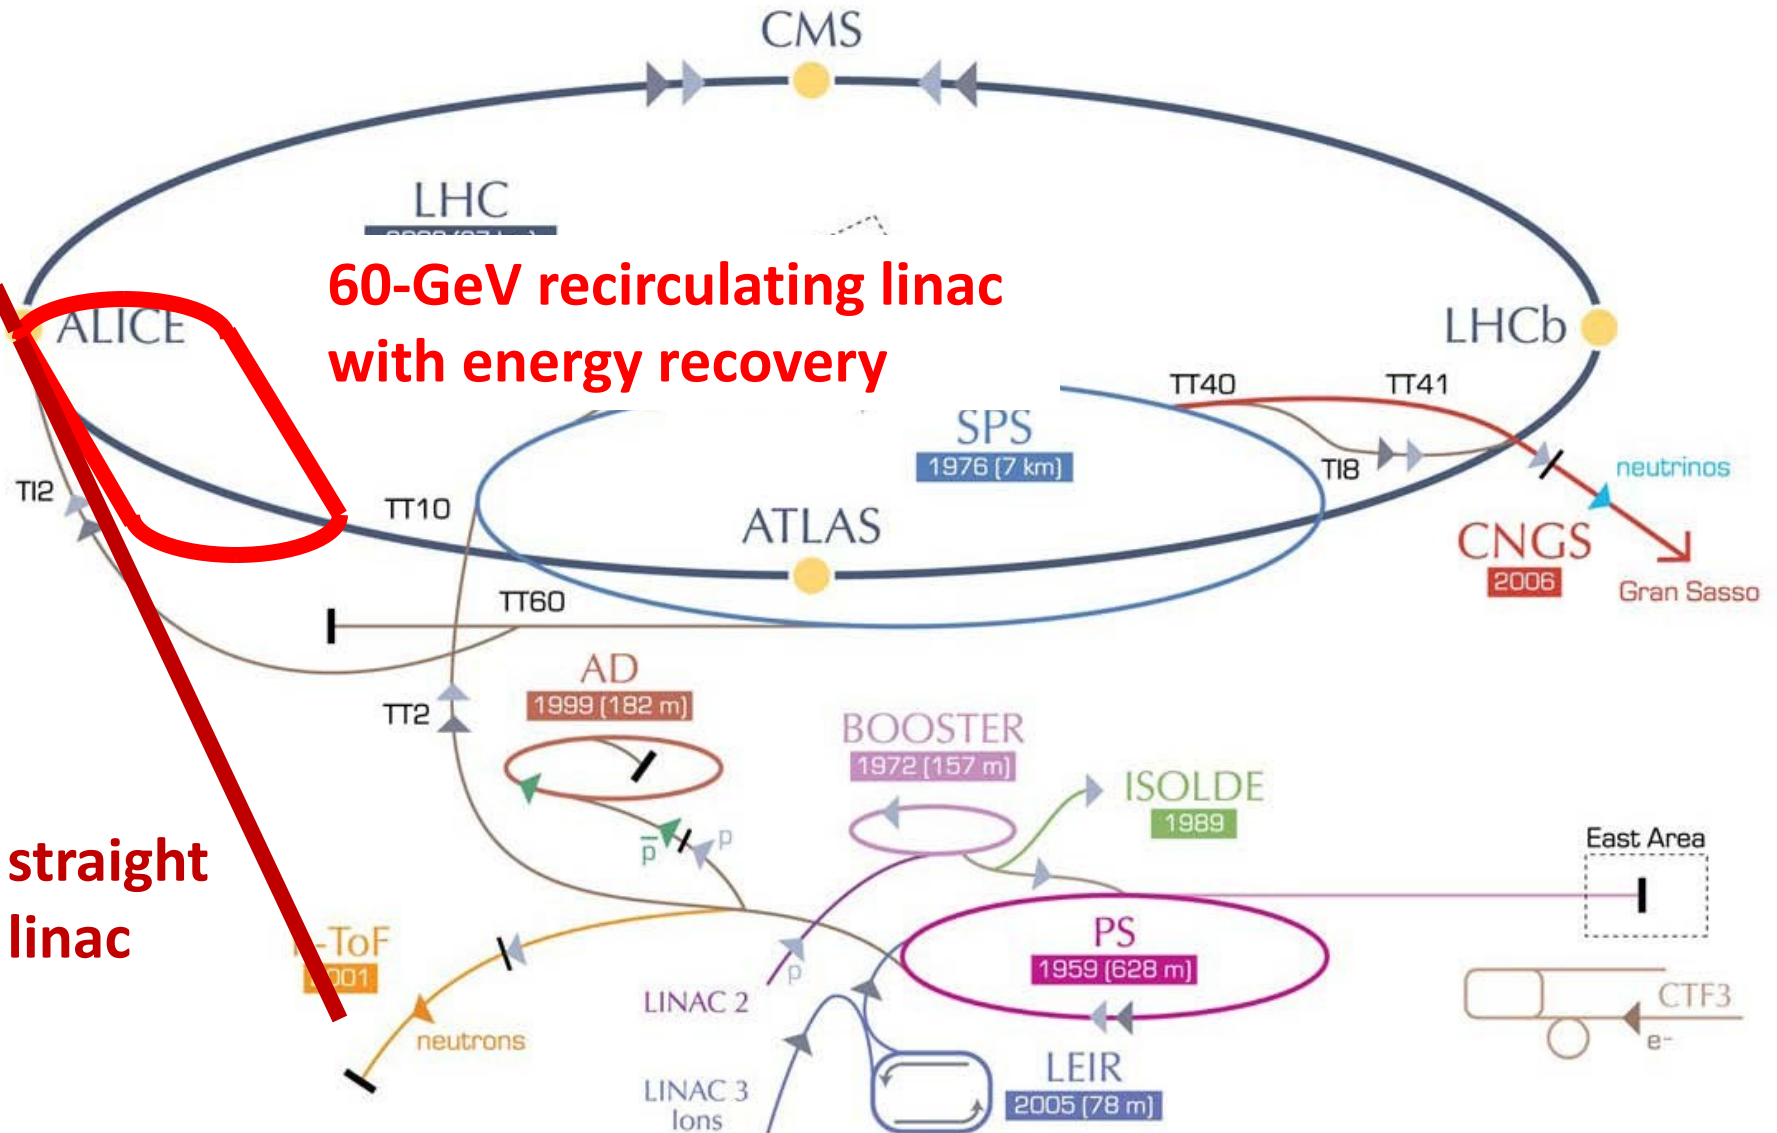 CMS
LHC
60-GeV recirculating linac
with energy recovery
ALICE
LHCb
TT40
TT41
SPS
1976 (7 km)
TI8
neutrinos
TI2
TT10
ATLAS
CNGS
2006
Gran Sasso
TT60
AD
1999 (182 m)
TT2
BOOSTER
1972 (157 m)
ISOLDE
1989
p̅
p
East Area
straight
linac
-ToF
001
PS
1959 (628 m)
p
LINAC 2
neutrons
CTF3
e-
LEIR
2005 (78 m)
LINAC 3
Ions